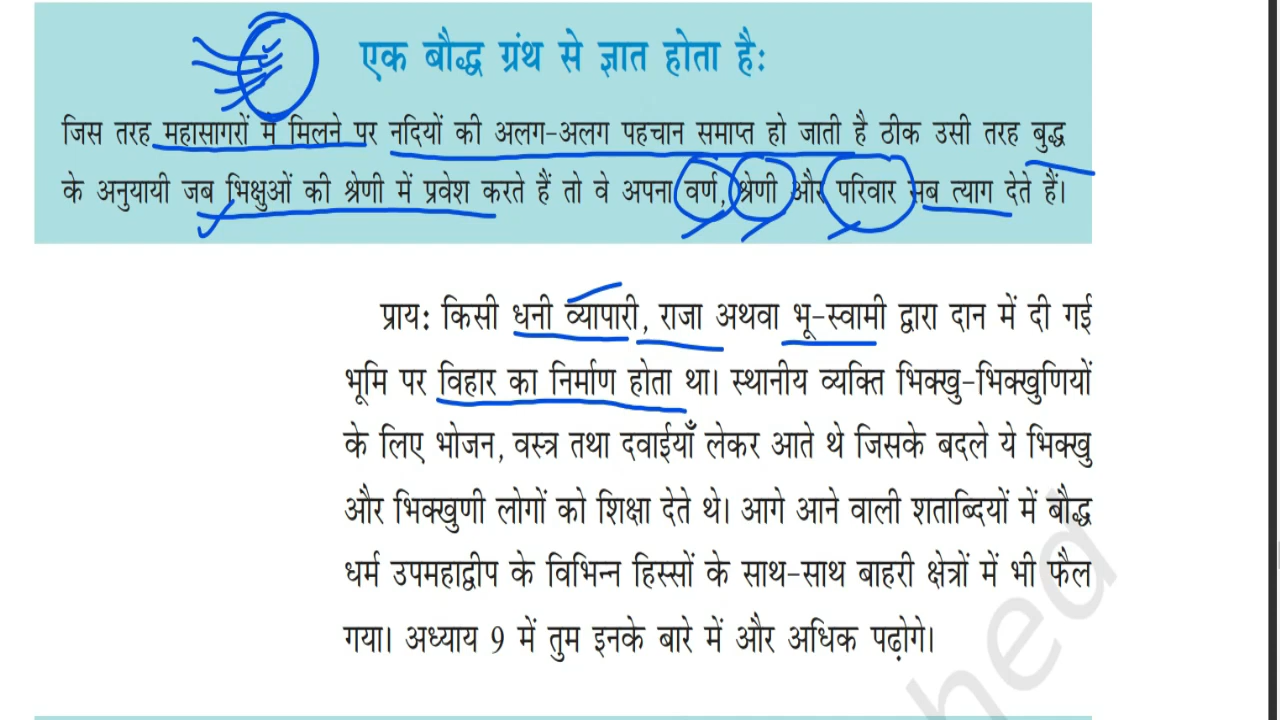 एक बौद्ध ग्रंथ से ज्ञात होता है:
जिस तरह महासागरों में मिलने पर नदियों की अलग-अलग पहचान समाप्त हो जाती है ठीक उसी तरह बुद्ध
के अनुयायी जब भिक्षुओं की श्रेणी में प्रवेश करते हैं तो वे अपना वर्ण, श्रेणी और परिवार सब त्याग देते हैं।
प्राय: किसी धनी व्यापारी, राजा अथवा भू-स्वामी द्वारा दान में दी गई
भूमि पर विहार का निर्माण होता था। स्थानीय व्यक्ति भिक्खु-भिक्खुणियों
के लिए भोजन, वस्त्र तथा दवाईयाँ लेकर आते थे जिसके बदले ये भिक्खु
और भिक्खुणी लोगों को शिक्षा देते थे। आगे आने वाली शताब्दियों में बौद्ध
धर्म उपमहाद्वीप के विभिन्न हिस्सों के साथ-साथ बाहरी क्षेत्रों में भी फैल
गया। अध्याय 9 में तुम इनके बारे में और अधिक पढ़ोगे।
hed